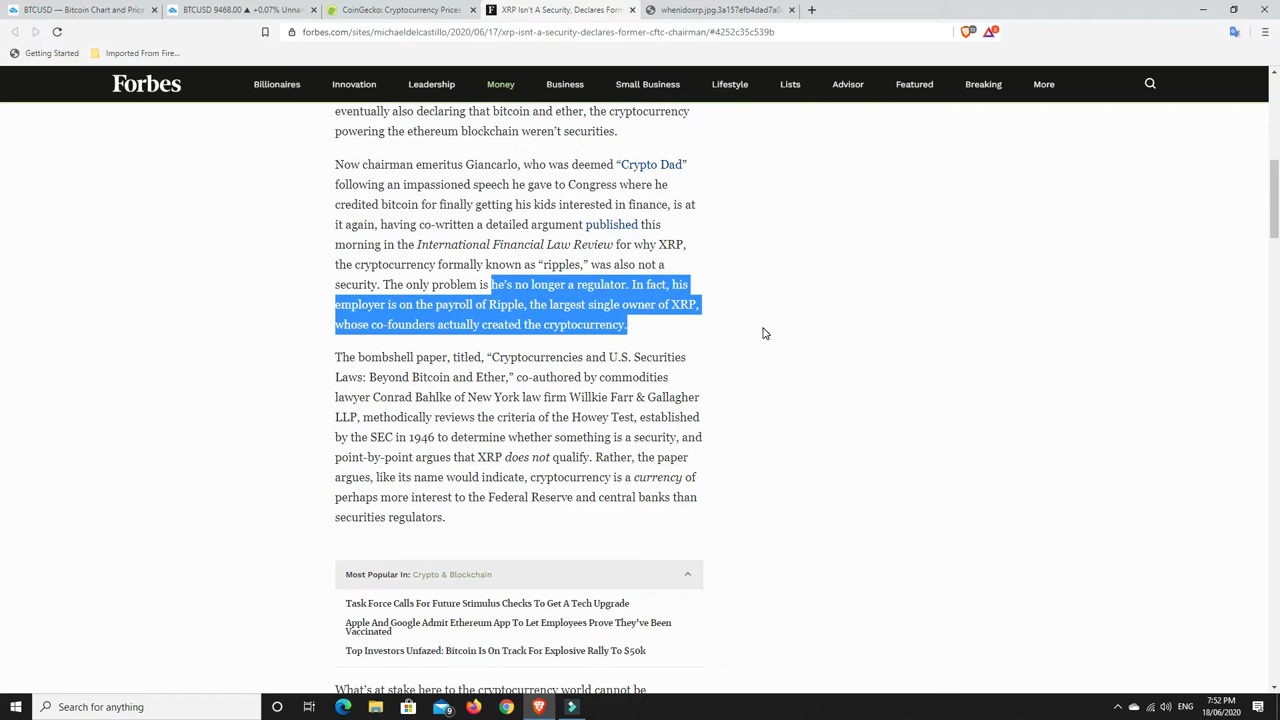 BTCUSD — Bitcoin Chart and Price
BTCUSD 9468.00 ▲ +0.07% Unnar
CoinGecko: Cryptocurrency Prices
XRP Isn't A Security, Declares Form
whenidoxrp.jpg.3a157efb4dad7a0c
forbes.com/sites/michaeldelcastillo/2020/06/17/xrp-isnt-a-security-declares-former-cftc-chairman/#4252c35c539b
Getting Started
Imported From Fire...
Forbes
Billionaires
Innovation
Leadership
Money
Business
Small Business
Lifestyle
Lists
Advisor
Featured
Breaking
More
eventually also declaring that bitcoin and ether, the cryptocurrency
powering the ethereum blockchain weren't securities.
Now chairman emeritus Giancarlo, who was deemed “Crypto Dad”
following an impassioned speech he gave to Congress where he
credited bitcoin for finally getting his kids interested in finance, is at
it again, having co-written a detailed argument published this
morning in the International Financial Law Review for why XRP,
the cryptocurrency formally known as “ripples,” was also not a
security. The only problem is he's no longer a regulator. In fact, his
employer is on the payroll of Ripple, the largest single owner of XRP,
whose co-founders actually created the cryptocurrency.
The bombshell paper, titled, “Cryptocurrencies and U.S. Securities
Laws: Beyond Bitcoin and Ether,” co-authored by commodities
lawyer Conrad Bahlke of New York law firm Willkie Farr & Gallagher
LLP, methodically reviews the criteria of the Howey Test, established
by the SEC in 1946 to determine whether something is a security, and
point-by-point argues that XRP does not qualify. Rather, the paper
argues, like its name would indicate, cryptocurrency is a currency of
perhaps more interest to the Federal Reserve and central banks than
securities regulators.
Most Popular In: Crypto & Blockchain
Task Force Calls For Future Stimulus Checks To Get A Tech Upgrade
Apple And Google Admit Ethereum App To Let Employees Prove They've Been
Vaccinated
Top Investors Unfazed: Bitcoin Is On Track For Explosive Rally To $50k
What's at stake here to the cryptocurrency world cannot be
Search for anything
9
ENG
7:52 PM
18/06/2020